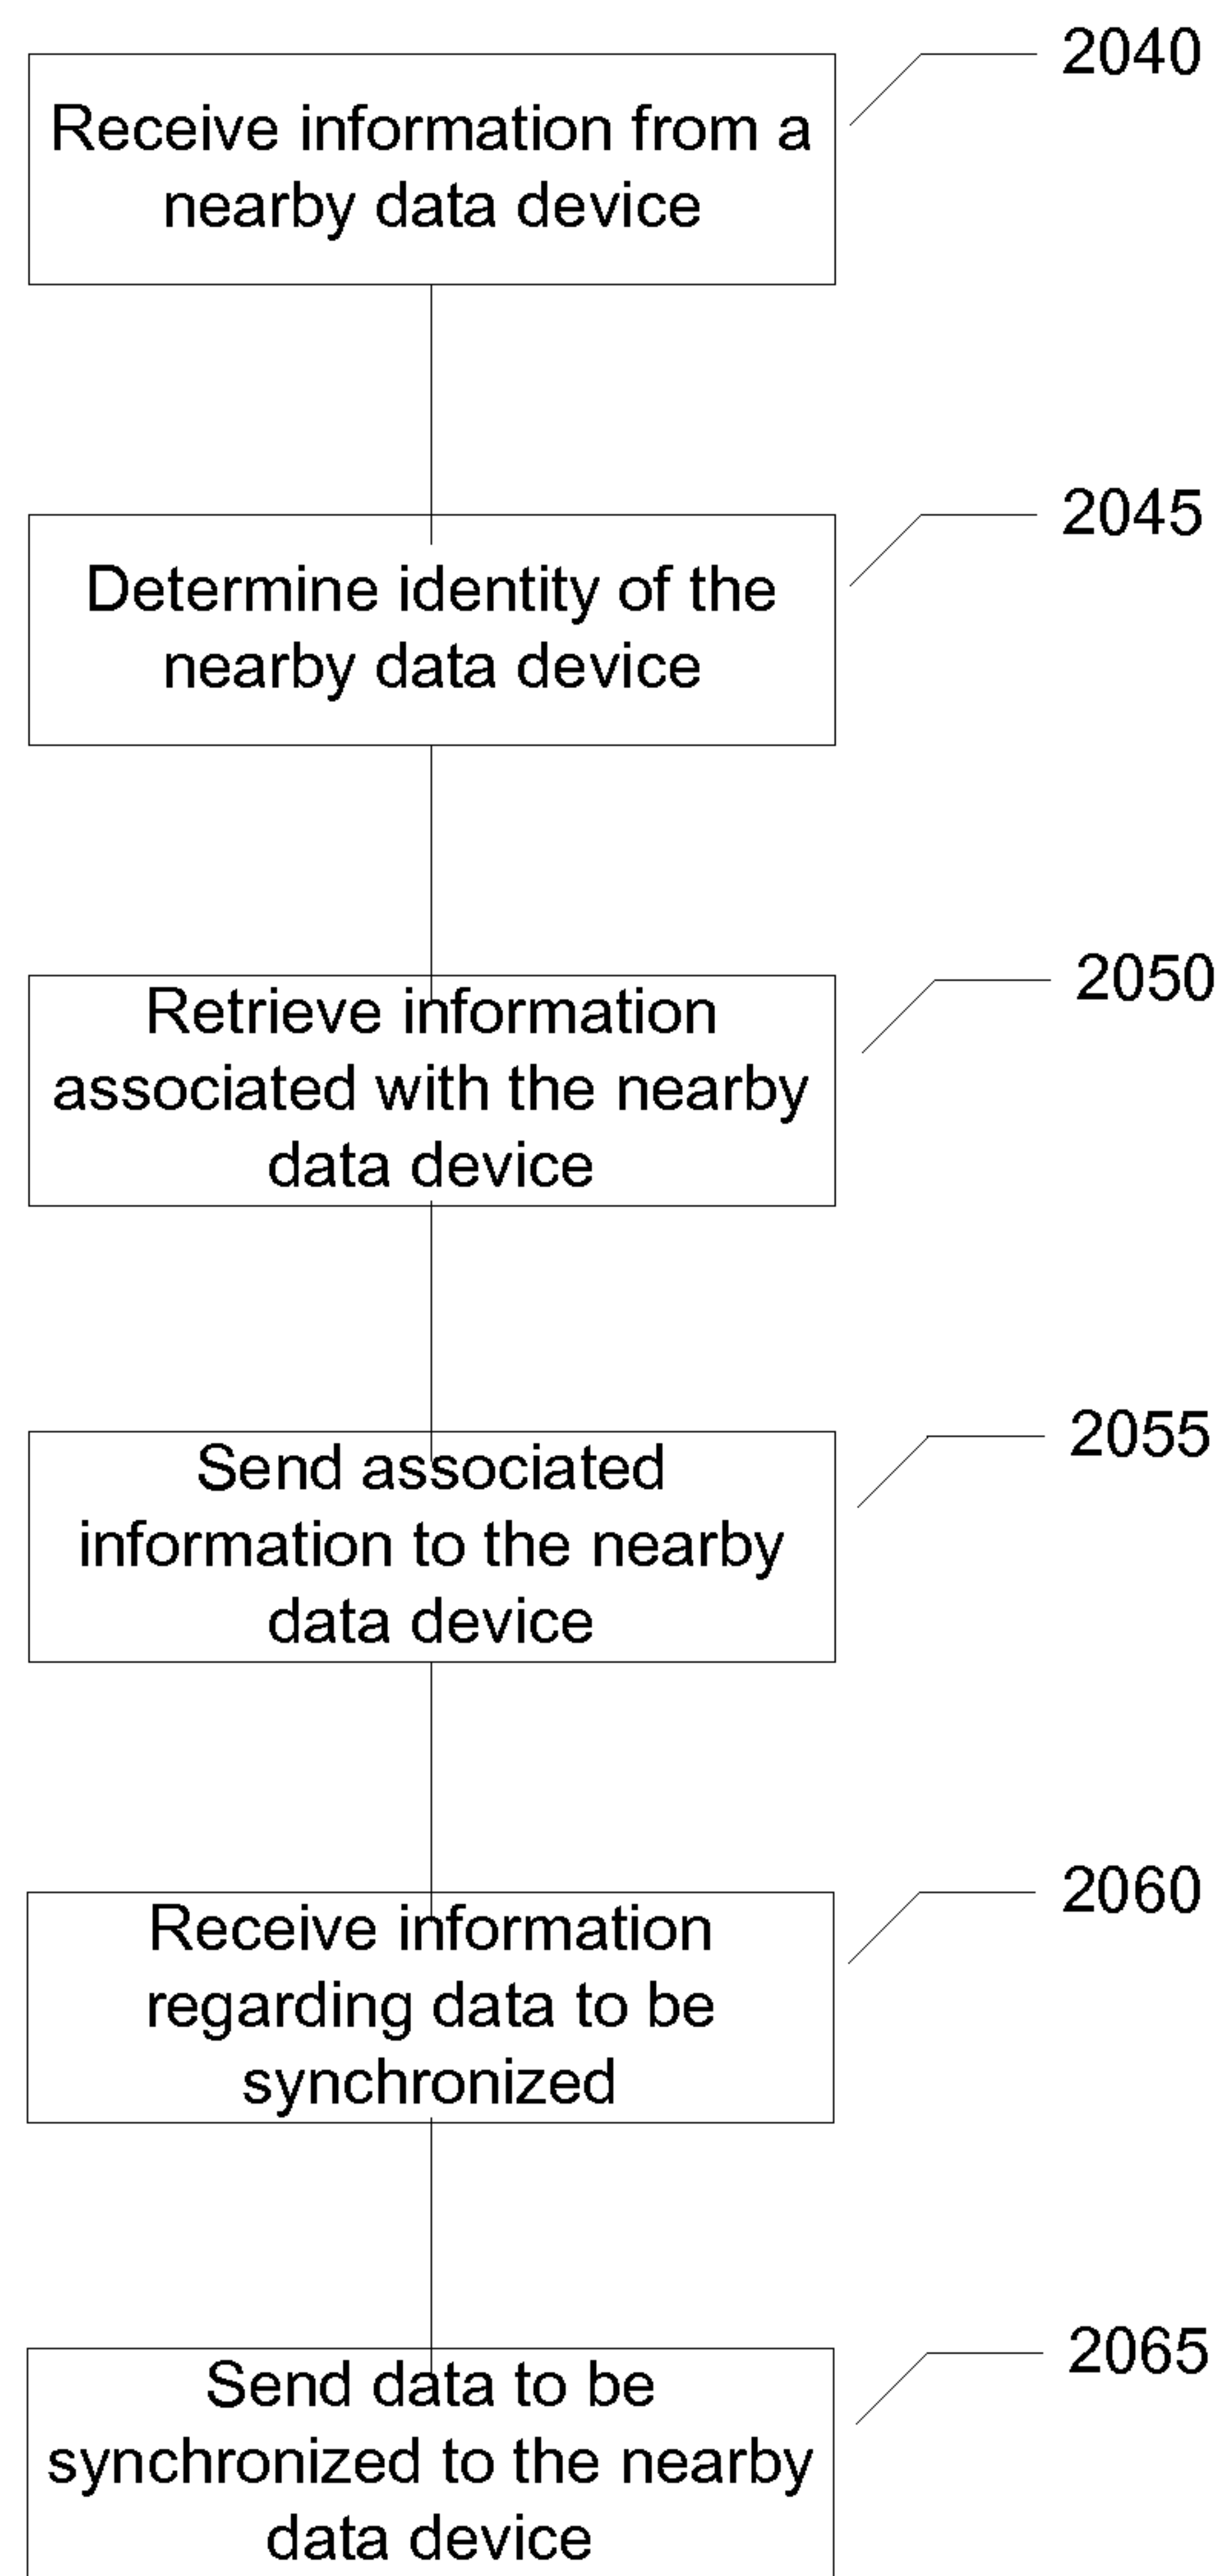 2040
Receive information from a
nearby data device
2045
Determine identity of the
nearby data device
2050
Retrieve information
associated with the nearby
data device
2055
Send associated
information to the nearby
data device
2060
Receive information
regarding data to be
synchronized
2065
Send data to be
synchronized to the nearby
data device